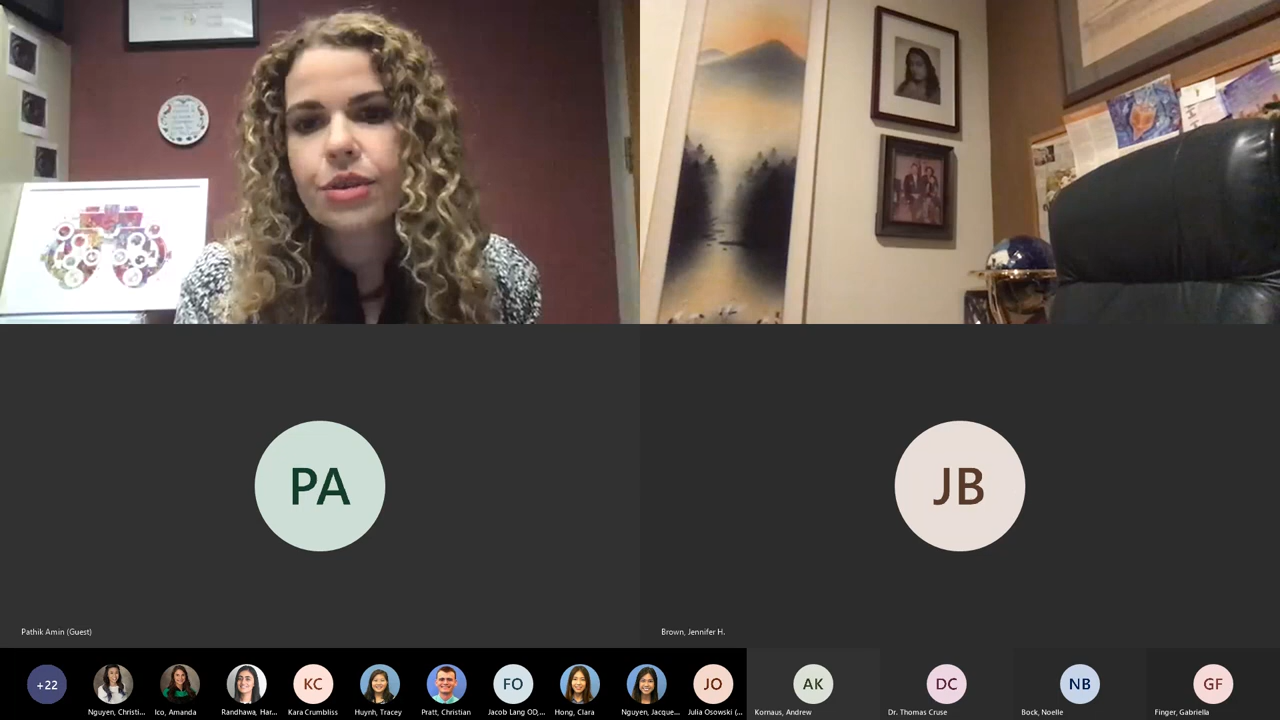 PA
JB
Pathik Amin (Guest)
Brown, Jennifer H.
+22
KC
FO
JO
AK
DC
NB
GF
Nguyen, Christi...
Ico, Amanda
Randhawa, Har...
Kara Crumbliss
Huynh, Tracey
Pratt, Christian
Jacob Lang OD,...
Hong, Clara
Nguyen, Jacque...
Julia Osowski (...
Kornaus, Andrew
Dr. Thomas Cruse
Bock, Noelle
Finger, Gabriella